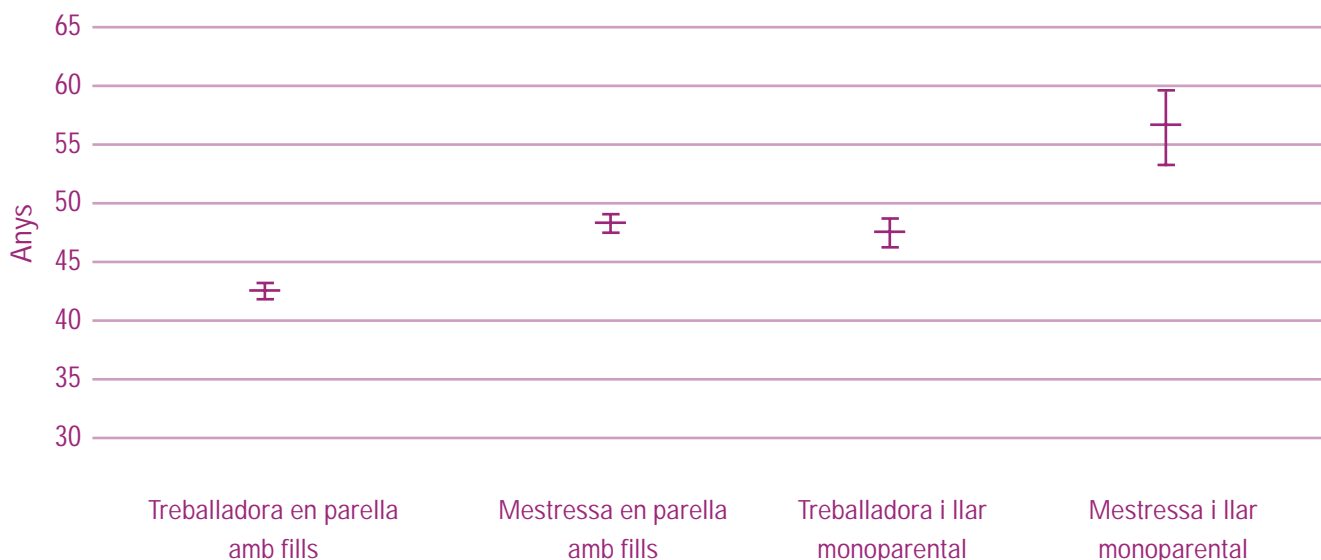 65
60
55
50
45
40
35
30
Anys
Treballadora en parella
amb fills
Mestressa en parella
amb fills
Treballadora i llar
monoparental
Mestressa i llar
monoparental